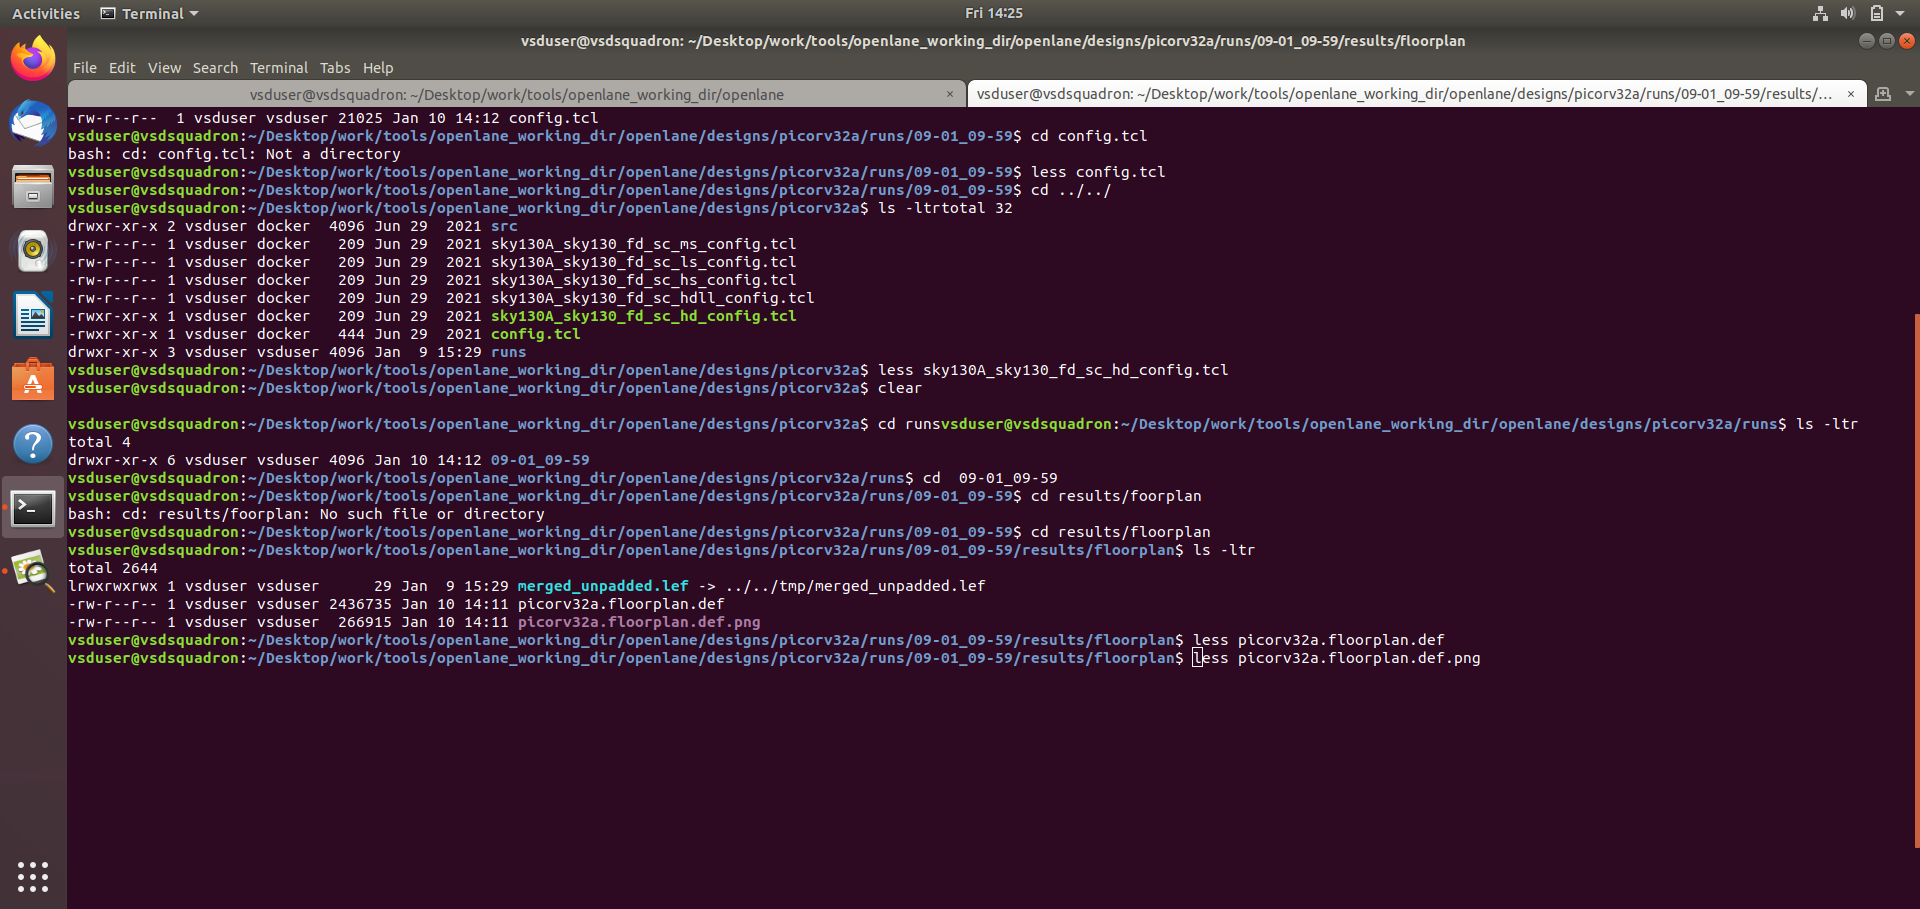 Activities
Terminal
Fri 14:25
vsduser@vsdsquadron: ~/Desktop/work/tools/openlane_working_dir/openlane/designs/picorv32a/runs/09-01_09-59/results/floorplan
File Edit View Search Terminal Tabs Help
vsduser@vsdsquadron: ~/Desktop/work/tools/openlane_working_dir/openlane ×
vsduser@vsdsquadron: ~/Desktop/work/tools/openlane_working_dir/openlane/designs/picorv32a/runs/09-01_09-59/results/... ×
-rw-r--r--  1 vsduser vsduser 21025 Jan 10 14:12 config.tcl
vsduser@vsdsquadron:~/Desktop/work/tools/openlane_working_dir/openlane/designs/picorv32a/runs/09-01_09-59$ cd config.tcl
bash: cd: config.tcl: Not a directory
vsduser@vsdsquadron:~/Desktop/work/tools/openlane_working_dir/openlane/designs/picorv32a/runs/09-01_09-59$ less config.tcl
vsduser@vsdsquadron:~/Desktop/work/tools/openlane_working_dir/openlane/designs/picorv32a/runs/09-01_09-59$ cd ../../
vsduser@vsdsquadron:~/Desktop/work/tools/openlane_working_dir/openlane/designs/picorv32a$ ls -ltrtotal 32
drwxr-xr-x 2 vsduser docker  4096 Jun 29  2021 src
-rw-r--r-- 1 vsduser docker   209 Jun 29  2021 sky130A_sky130_fd_sc_ms_config.tcl
-rw-r--r-- 1 vsduser docker   209 Jun 29  2021 sky130A_sky130_fd_sc_ls_config.tcl
-rw-r--r-- 1 vsduser docker   209 Jun 29  2021 sky130A_sky130_fd_sc_hs_config.tcl
-rw-r--r-- 1 vsduser docker   209 Jun 29  2021 sky130A_sky130_fd_sc_hdll_config.tcl
-rwxr-xr-x 1 vsduser docker   209 Jun 29  2021 sky130A_sky130_fd_sc_hd_config.tcl
-rwxr-xr-x 1 vsduser docker   444 Jun 29  2021 config.tcl
drwxr-xr-x 3 vsduser vsduser 4096 Jan  9 15:29 runs
vsduser@vsdsquadron:~/Desktop/work/tools/openlane_working_dir/openlane/designs/picorv32a$ less sky130A_sky130_fd_sc_hd_config.tcl
vsduser@vsdsquadron:~/Desktop/work/tools/openlane_working_dir/openlane/designs/picorv32a$ clear
vsduser@vsdsquadron:~/Desktop/work/tools/openlane_working_dir/openlane/designs/picorv32a$ cd runsvsduser@vsdsquadron:~/Desktop/work/tools/openlane_working_dir/openlane/designs/picorv32a/runs$ ls -ltr
total 4
drwxr-xr-x 6 vsduser vsduser 4096 Jan 10 14:12 09-01_09-59
vsduser@vsdsquadron:~/Desktop/work/tools/openlane_working_dir/openlane/designs/picorv32a/runs$ cd  09-01_09-59
vsduser@vsdsquadron:~/Desktop/work/tools/openlane_working_dir/openlane/designs/picorv32a/runs/09-01_09-59$ cd results/foorplan
bash: cd: results/foorplan: No such file or directory
vsduser@vsdsquadron:~/Desktop/work/tools/openlane_working_dir/openlane/designs/picorv32a/runs/09-01_09-59$ cd results/floorplan
vsduser@vsdsquadron:~/Desktop/work/tools/openlane_working_dir/openlane/designs/picorv32a/runs/09-01_09-59/results/floorplan$ ls -ltr
total 2644
lrwxrwxrwx 1 vsduser vsduser      29 Jan  9 15:29 merged_unpadded.lef -> ../../tmp/merged_unpadded.lef
-rw-r--r-- 1 vsduser vsduser 2436735 Jan 10 14:11 picorv32a.floorplan.def
-rw-r--r-- 1 vsduser vsduser  266915 Jan 10 14:11 picorv32a.floorplan.def.png
vsduser@vsdsquadron:~/Desktop/work/tools/openlane_working_dir/openlane/designs/picorv32a/runs/09-01_09-59/results/floorplan$ less picorv32a.floorplan.def
vsduser@vsdsquadron:~/Desktop/work/tools/openlane_working_dir/openlane/designs/picorv32a/runs/09-01_09-59/results/floorplan$ less picorv32a.floorplan.def.png